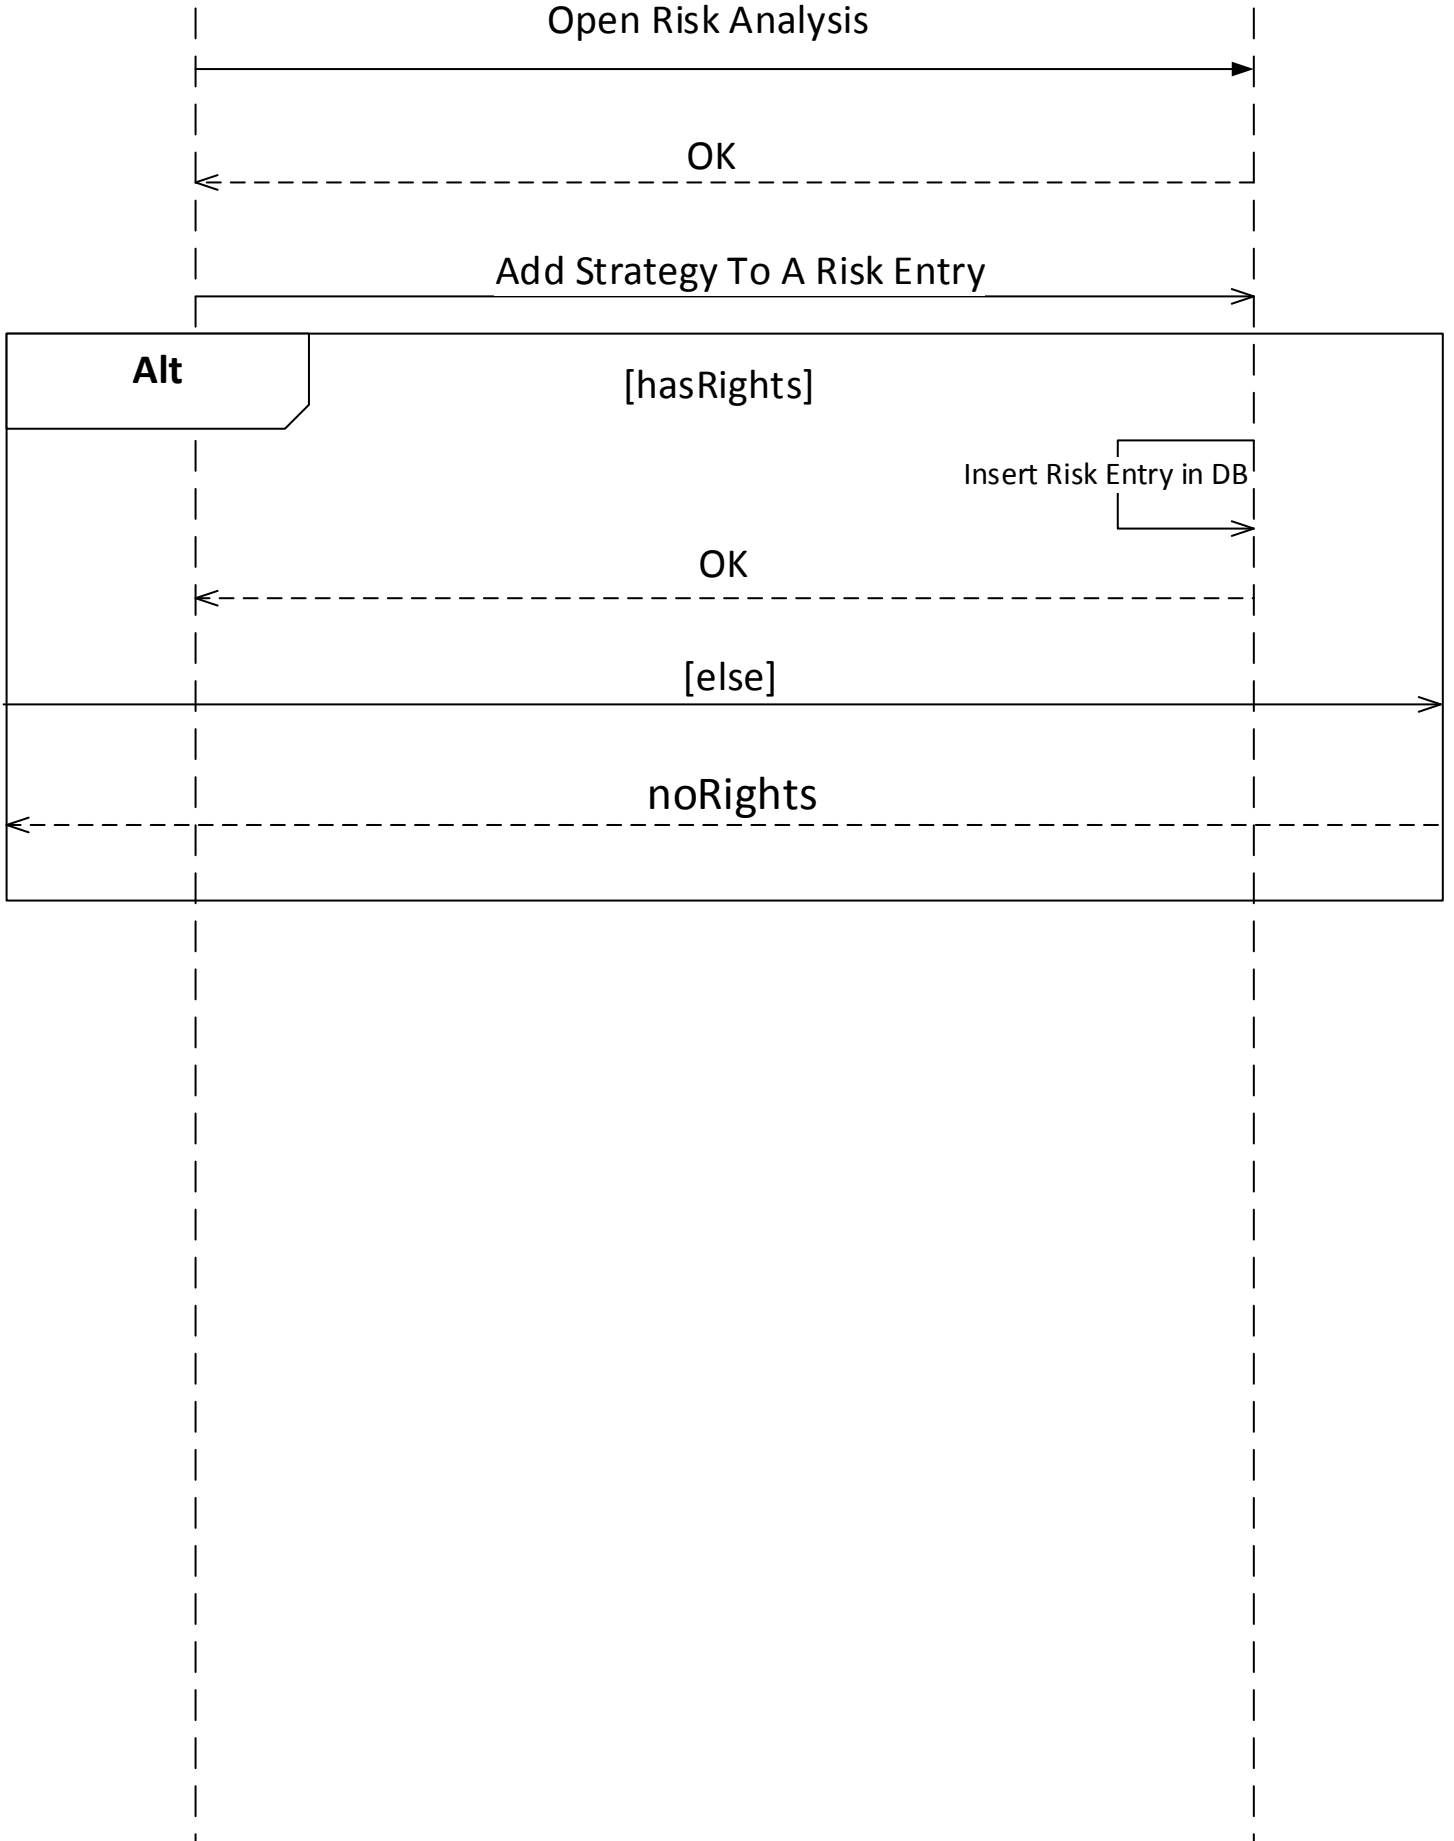 Open Risk Analysis
OK
Add Strategy To A Risk Entry
Alt
[hasRights]
Insert Risk Entry in DB
OK
[else]
noRights